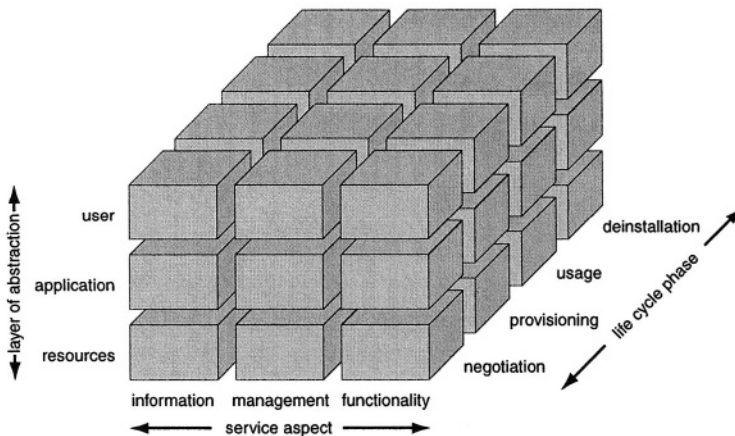 user
application
resources
layer of abstraction
information management functionality
service aspect
deinstallation
usage
provisioning
negotiation
life cycle phase